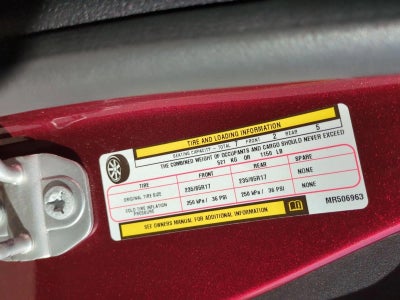 TIRE AND LOADING INFORMATION
SEATING CAPACITY - TOTAL 7 FRONT 2 REAR 5
THE COMBINED WEIGHT OF OCCUPANTS AND CARGO SHOULD NEVER EXCEED
521 KG OR 1150 LB
TIRE FRONT REAR SPARE
ORIGINAL TIRE SIZE 235/65R17 235/65R17 NONE
COLD TIRE INFLATION PRESSURE 250 kPa / 36 PSI 250 kPa / 36 PSI NONE
SEE OWNERS MANUAL FOR ADDITIONAL INFORMATION
MR506963